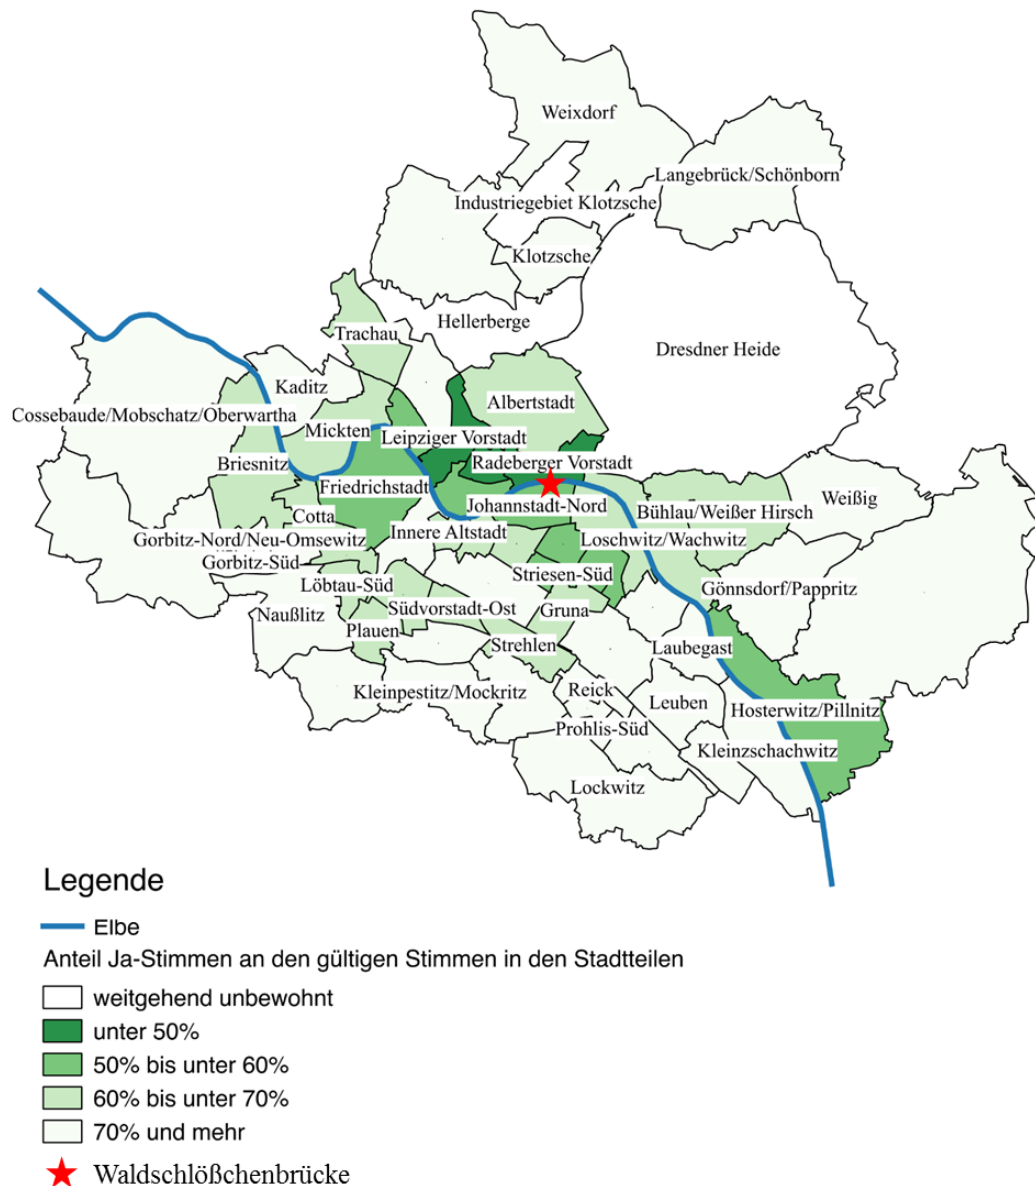 Weixdorf
Langebrück/Schönborn
Industriegebiet Klotzsche
Klotzsche
Hellerberge
Trachau
Dresdner Heide
Kaditz
Albertstadt
Cossebaude/Mobschatz/Oberwartha
Mickten
Leipziger Vorstadt
Briesnitz
Radeberger Vorstadt
Friedrichstadt
Weißig
Johannstadt-Nord
Bühlau/Weißer Hirsch
Cotta
Innere Altstadt
Gorbitz-Nord/Neu-Omsewitz
Loschwitz/Wachwitz
Gorbitz-Süd
Striesen-Süd
Löbtau-Süd
Gönnsdorf/Pappritz
Naußlitz
Südvorstadt-Ost
Gruna
Plauen
Strehlen
Laubegast
Kleinpestitz/Mockritz
Reick
Leuben
Hosterwitz/Pillnitz
Prohlis-Süd
Kleinzschachwitz
Lockwitz
Legende
Elbe
Anteil Ja-Stimmen an den gültigen Stimmen in den Stadtteilen
weitgehend unbewohnt
unter 50%
50% bis unter 60%
60% bis unter 70%
70% und mehr
Waldschlößchenbrücke